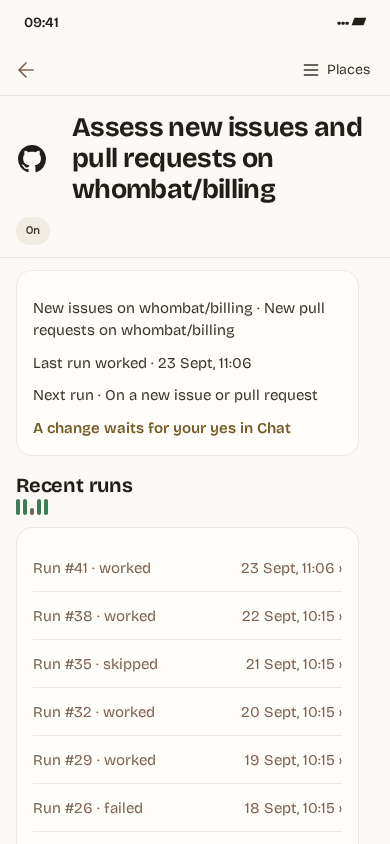 09:41
Places
Assess new issues and
pull requests on
whombat/billing
On
New issues on whombat/billing · New pull
requests on whombat/billing
Last run worked · 23 Sept, 11:06
Next run · On a new issue or pull request
A change waits for your yes in Chat
Recent runs
Run #41 · worked 23 Sept, 11:06 ›
Run #38 · worked 22 Sept, 10:15 ›
Run #35 · skipped 21 Sept, 10:15 ›
Run #32 · worked 20 Sept, 10:15 ›
Run #29 · worked 19 Sept, 10:15 ›
Run #26 · failed 18 Sept, 10:15 ›